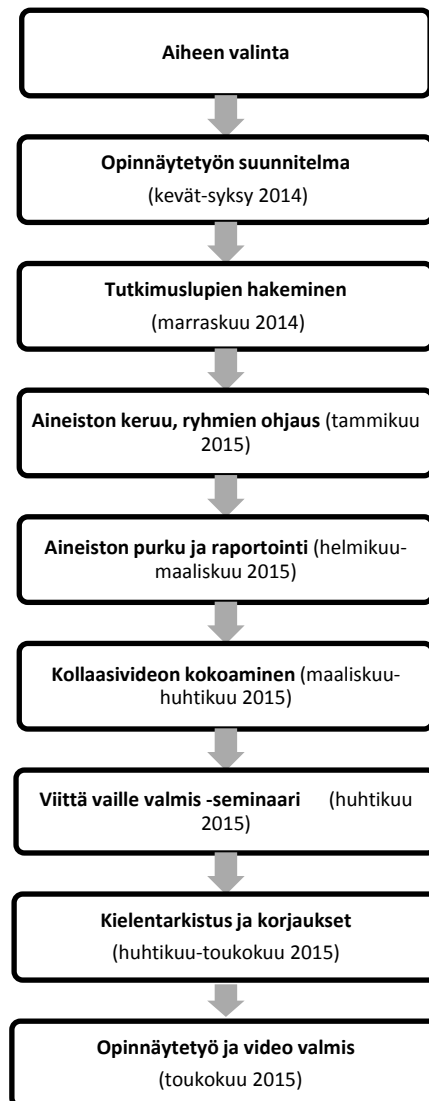 Aiheen valinta
Opinnäytetyön suunnitelma
(kevät-syksy 2014)
Tutkimuslupien hakeminen
(marraskuu 2014)
Aineiston keruu, ryhmien ohjaus (tammikuu
2015)
Aineiston purku ja raportointi (helmikuu-
maaliskuu 2015)
Kollaasivideon kokoaminen (maaliskuu-
huhtikuu 2015)
Viittä vaille valmis -seminaari (huhtikuu
2015)
Kielentarkistus ja korjaukset
(huhtikuu-toukokuu 2015)
Opinnäytetyö ja video valmis
(toukokuu 2015)